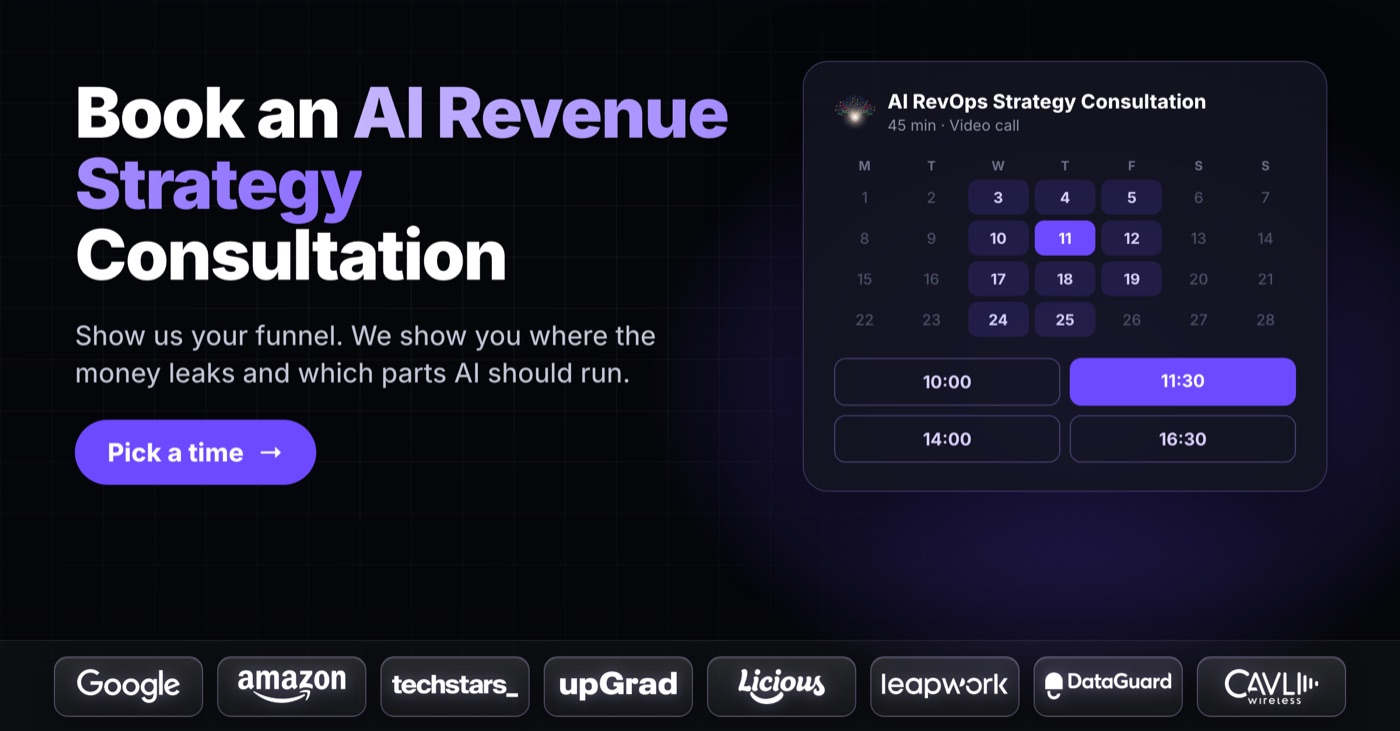 Book an AI Revenue
Strategy
Consultation
Show us your funnel. We show you where the
money leaks and which parts AI should run.
Pick a time →
AI RevOps Strategy Consultation
45 min · Video call
M T W T F S S
1 2 3 4 5 6 7
8 9 10 11 12 13 14
15 16 17 18 19 20 21
22 23 24 25 26 27 28
10:00 11:30
14:00 16:30
Google amazon techstars_ upGrad Licious leapwork DataGuard CAVLI wireless